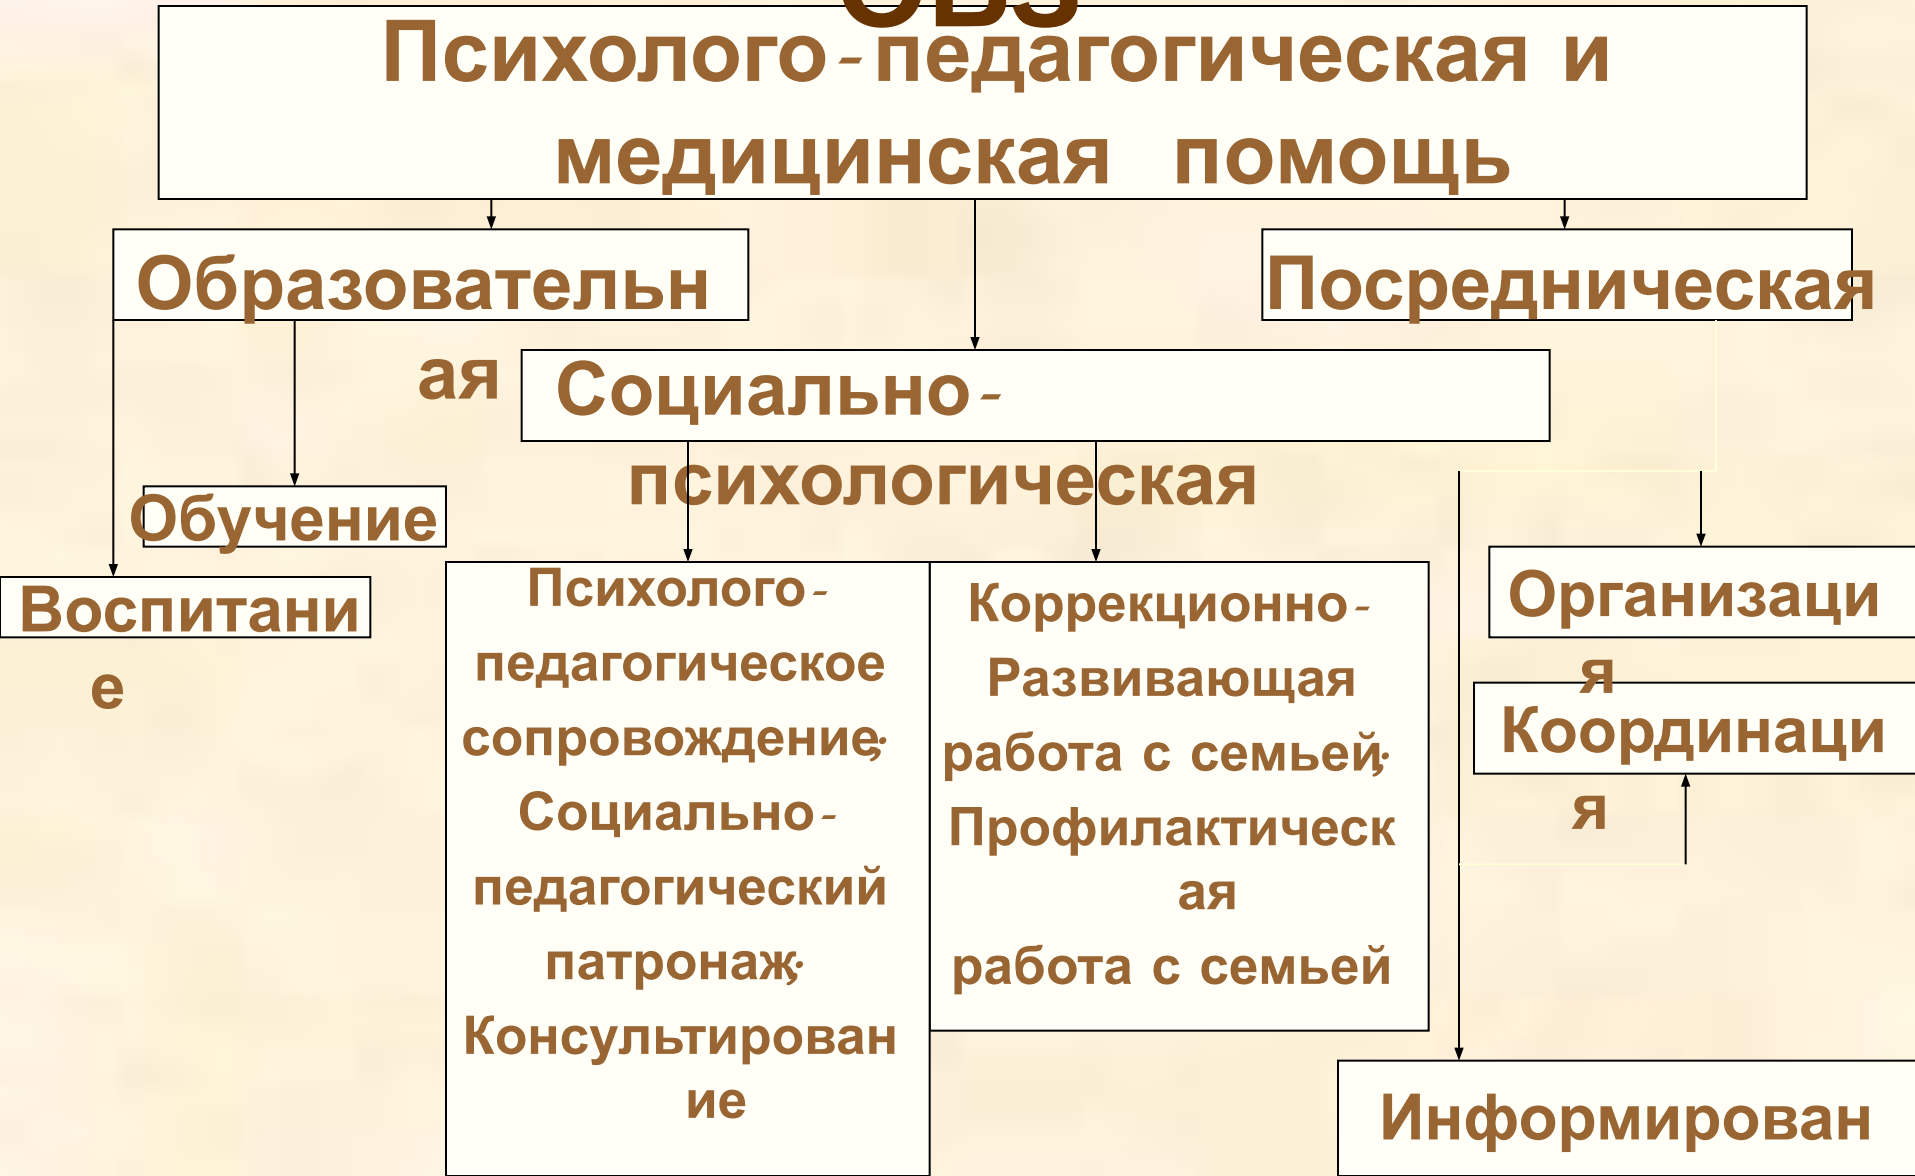 ОВЗ
Психолого-педагогическая и
медицинская помощь
Образовательн
ая
Посредническая
Социально-
психологическая
Обучение
Воспитани
е
Психолого-
педагогическое
сопровождение;
Социально-
педагогический
патронаж;
Консультирован
ие
Коррекционно-
Развивающая
работа с семьей;
Профилактическ
ая
работа с семьей
Организаци
я
Координаци
я
Информирован